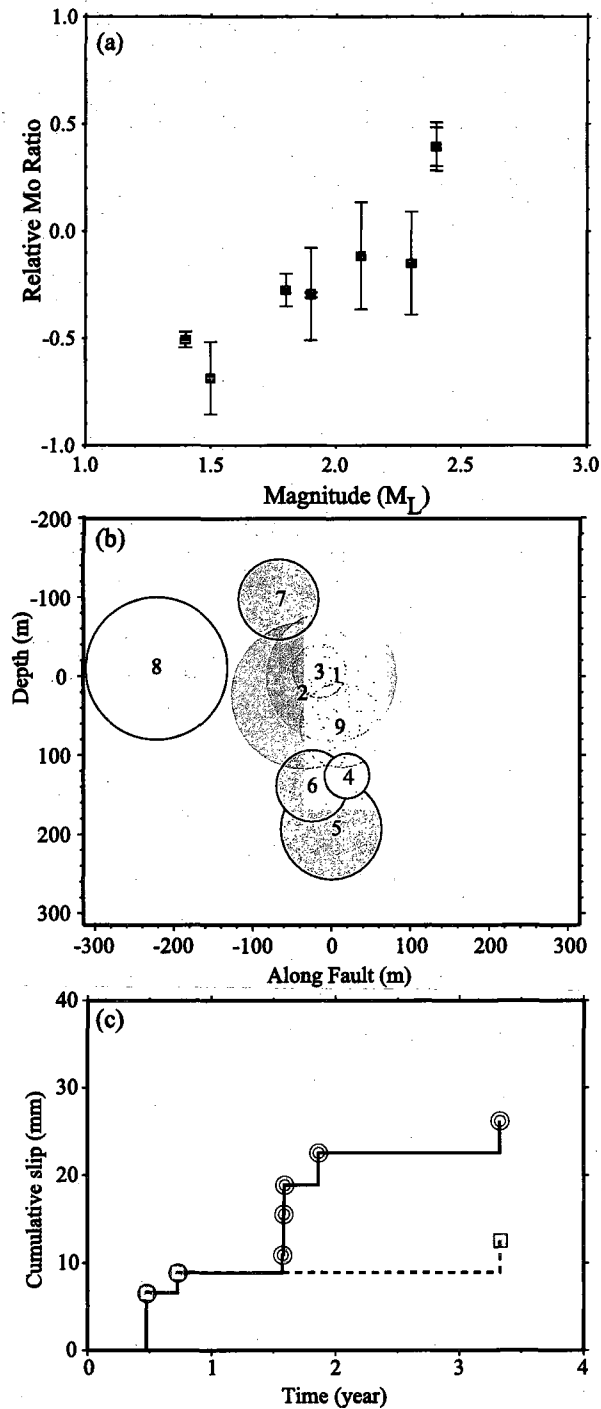 1.0
(a)
0.5
0.0
-0.5
-1.0
Relative Mo Ratio
1.0 1.5 2.0 2.5 3.0
Magnitude (M_L)
-200
(b)
-100
0
100
200
300
Depth (m)
7
8
3
1
2
9
6
4
5
-300 -200 -100 0 100 200 300
Along Fault (m)
40
(c)
30
20
10
0
Cumulative slip (mm)
0 1 2 3 4
Time (year)